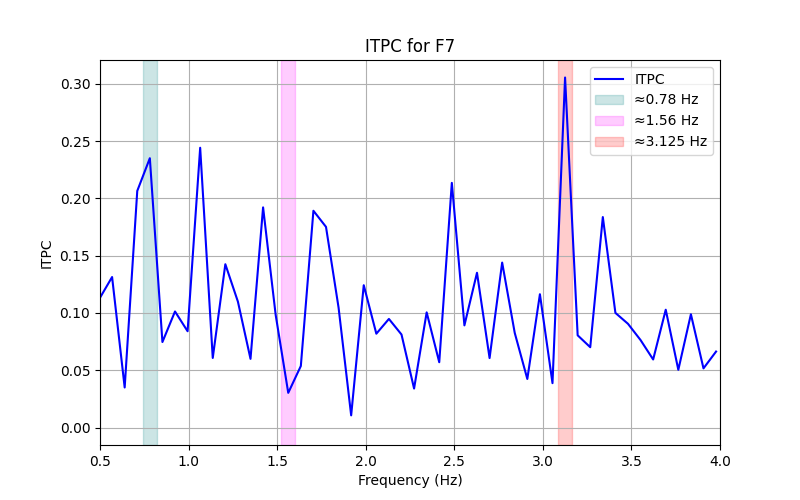 ITPC for F7
ITPC
≈0.78 Hz
≈1.56 Hz
≈3.125 Hz
0.30
0.25
0.20
0.15
0.10
0.05
0.00
ITPC
0.5 1.0 1.5 2.0 2.5 3.0 3.5 4.0
Frequency (Hz)